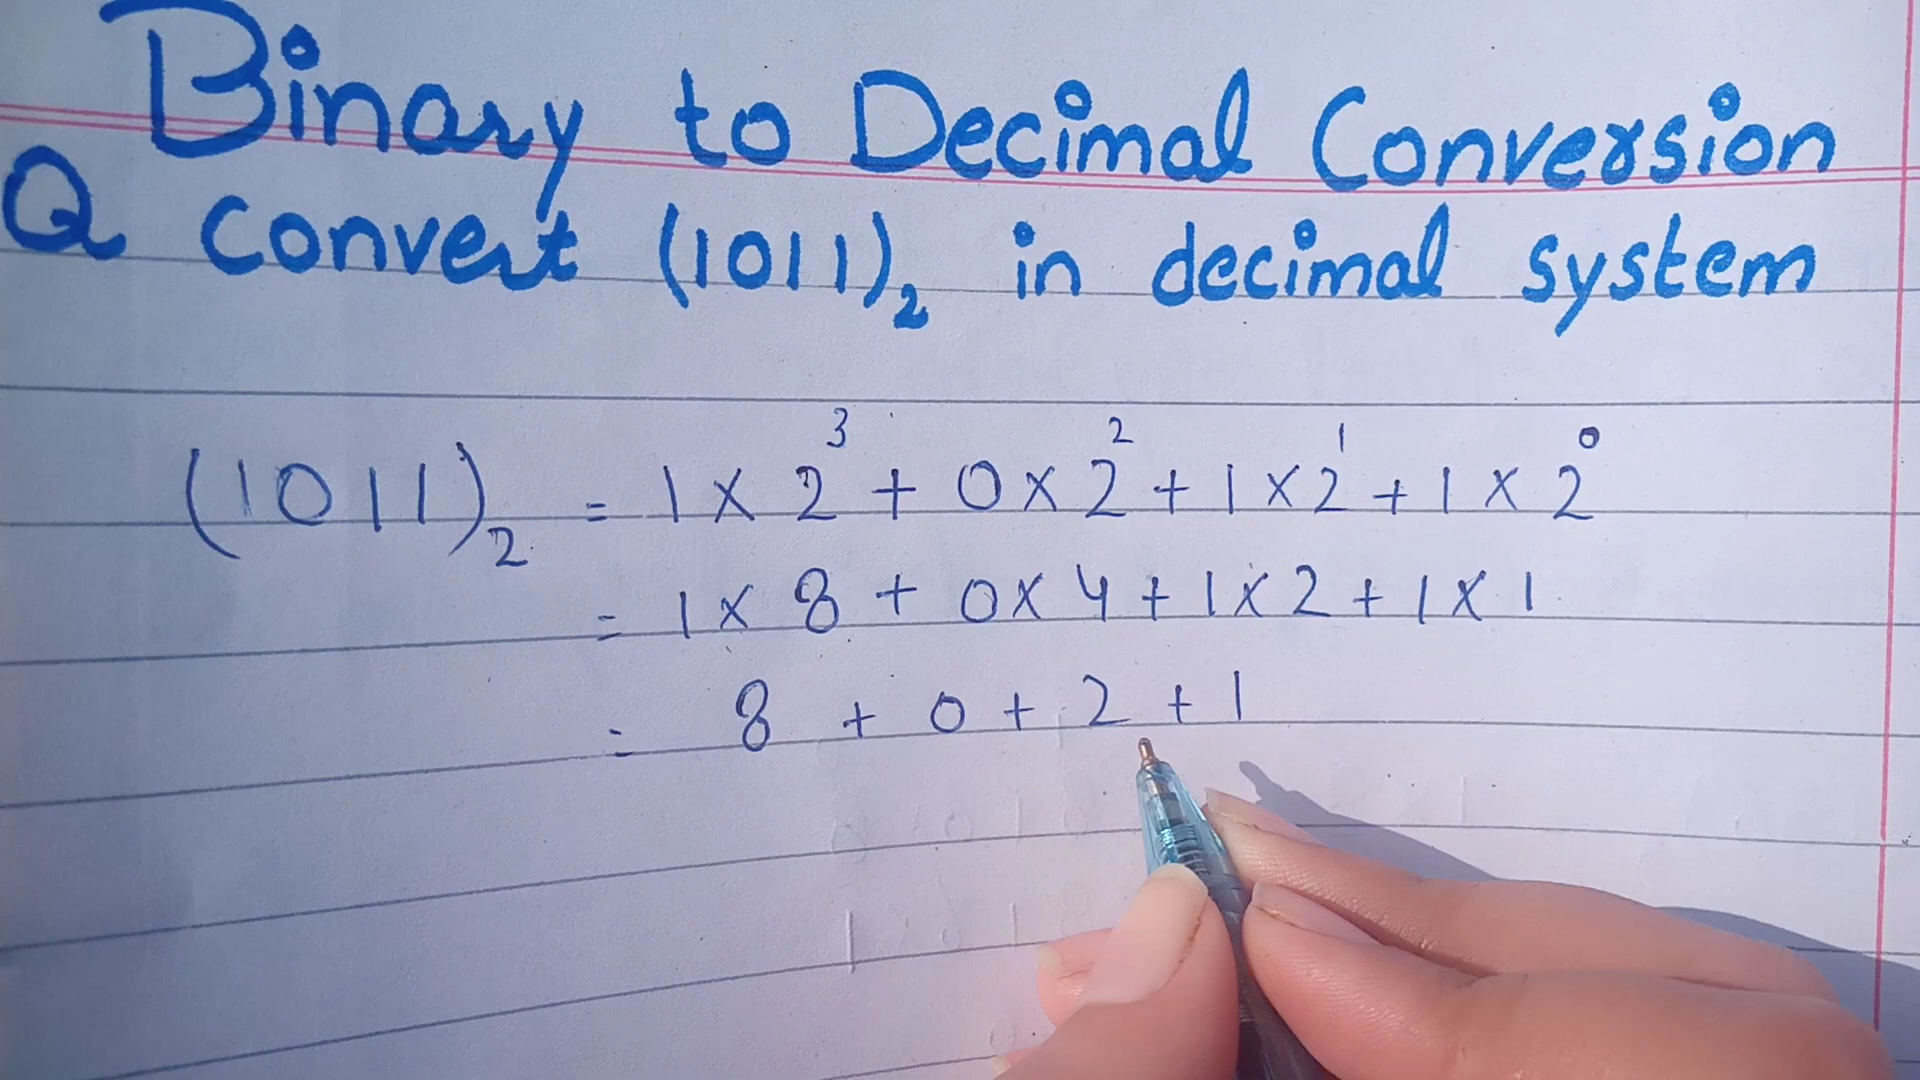 Binary to Decimal Conversion
Q convert (1011)₂ in decimal system
(1011)₂ = 1 × 2³ + 0 × 2² + 1 × 2¹ + 1 × 2⁰
= 1 × 8 + 0 × 4 + 1 × 2 + 1 × 1
= 8 + 0 + 2 + 1